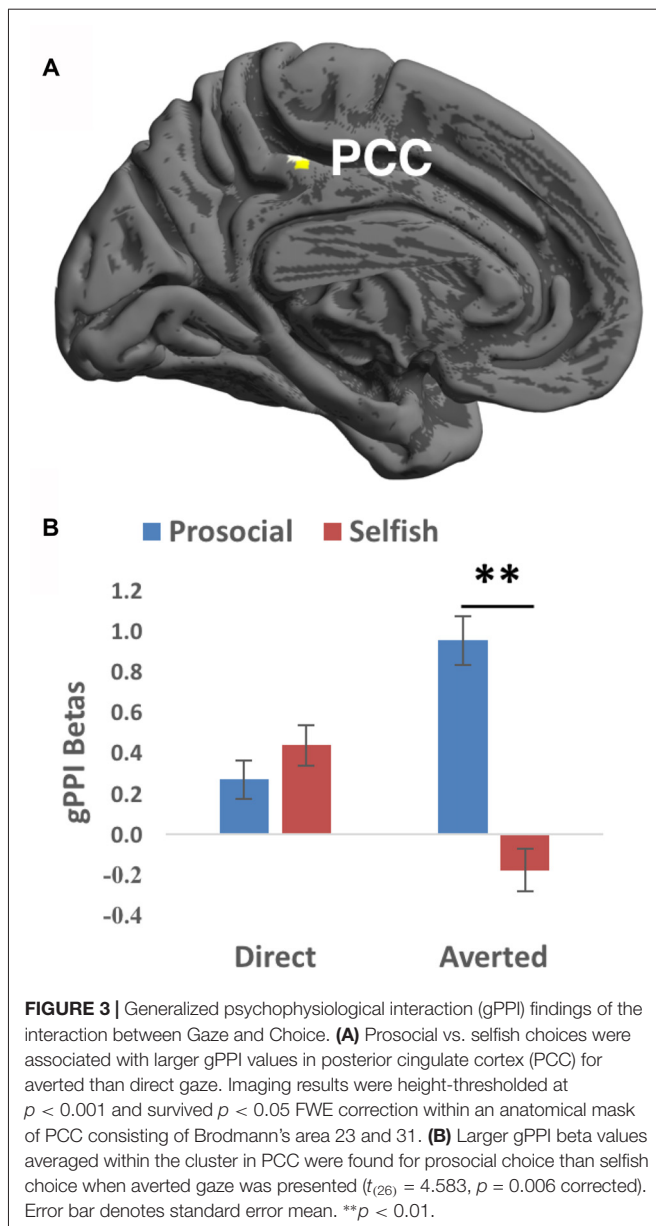 A
PCC
B
Prosocial Selfish
**
1.2
1.0
0.8
0.6
0.4
0.2
0.0
-0.2
-0.4
gPPI Betas
Direct Averted
FIGURE 3 | Generalized psychophysiological interaction (gPPI) findings of the
interaction between Gaze and Choice. (A) Prosocial vs. selfish choices were
associated with larger gPPI values in posterior cingulate cortex (PCC) for
averted than direct gaze. Imaging results were height-thresholded at
p < 0.001 and survived p < 0.05 FWE correction within an anatomical mask
of PCC consisting of Brodmann's area 23 and 31. (B) Larger gPPI beta values
averaged within the cluster in PCC were found for prosocial choice than selfish
choice when averted gaze was presented (t(26) = 4.583, p = 0.006 corrected).
Error bar denotes standard error mean. **p < 0.01.